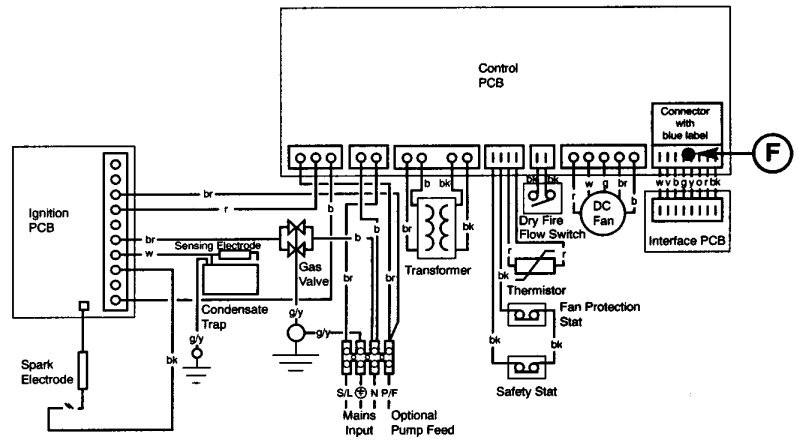 Control
PCB
Connector
with
blue label
F
Ignition
PCB
br
r
br
w
Sensing Electrode
b
b
br
b
n
br
br
b
bk
bk
bk
bk
w
g
br
b
w v b g y o r bk
Interface PCB
DC
Fan
Dry Fire
Flow Switch
Gas
Valve
Transformer
r
r
Thermistor
Condensate
Trap
g/y
g/y
g/y
bk
bk
bk
bk
Fan Protection
Stat
Safety Stat
Spark
Electrode
S/L
N
P/F
Mains
Input
Optional
Pump Feed